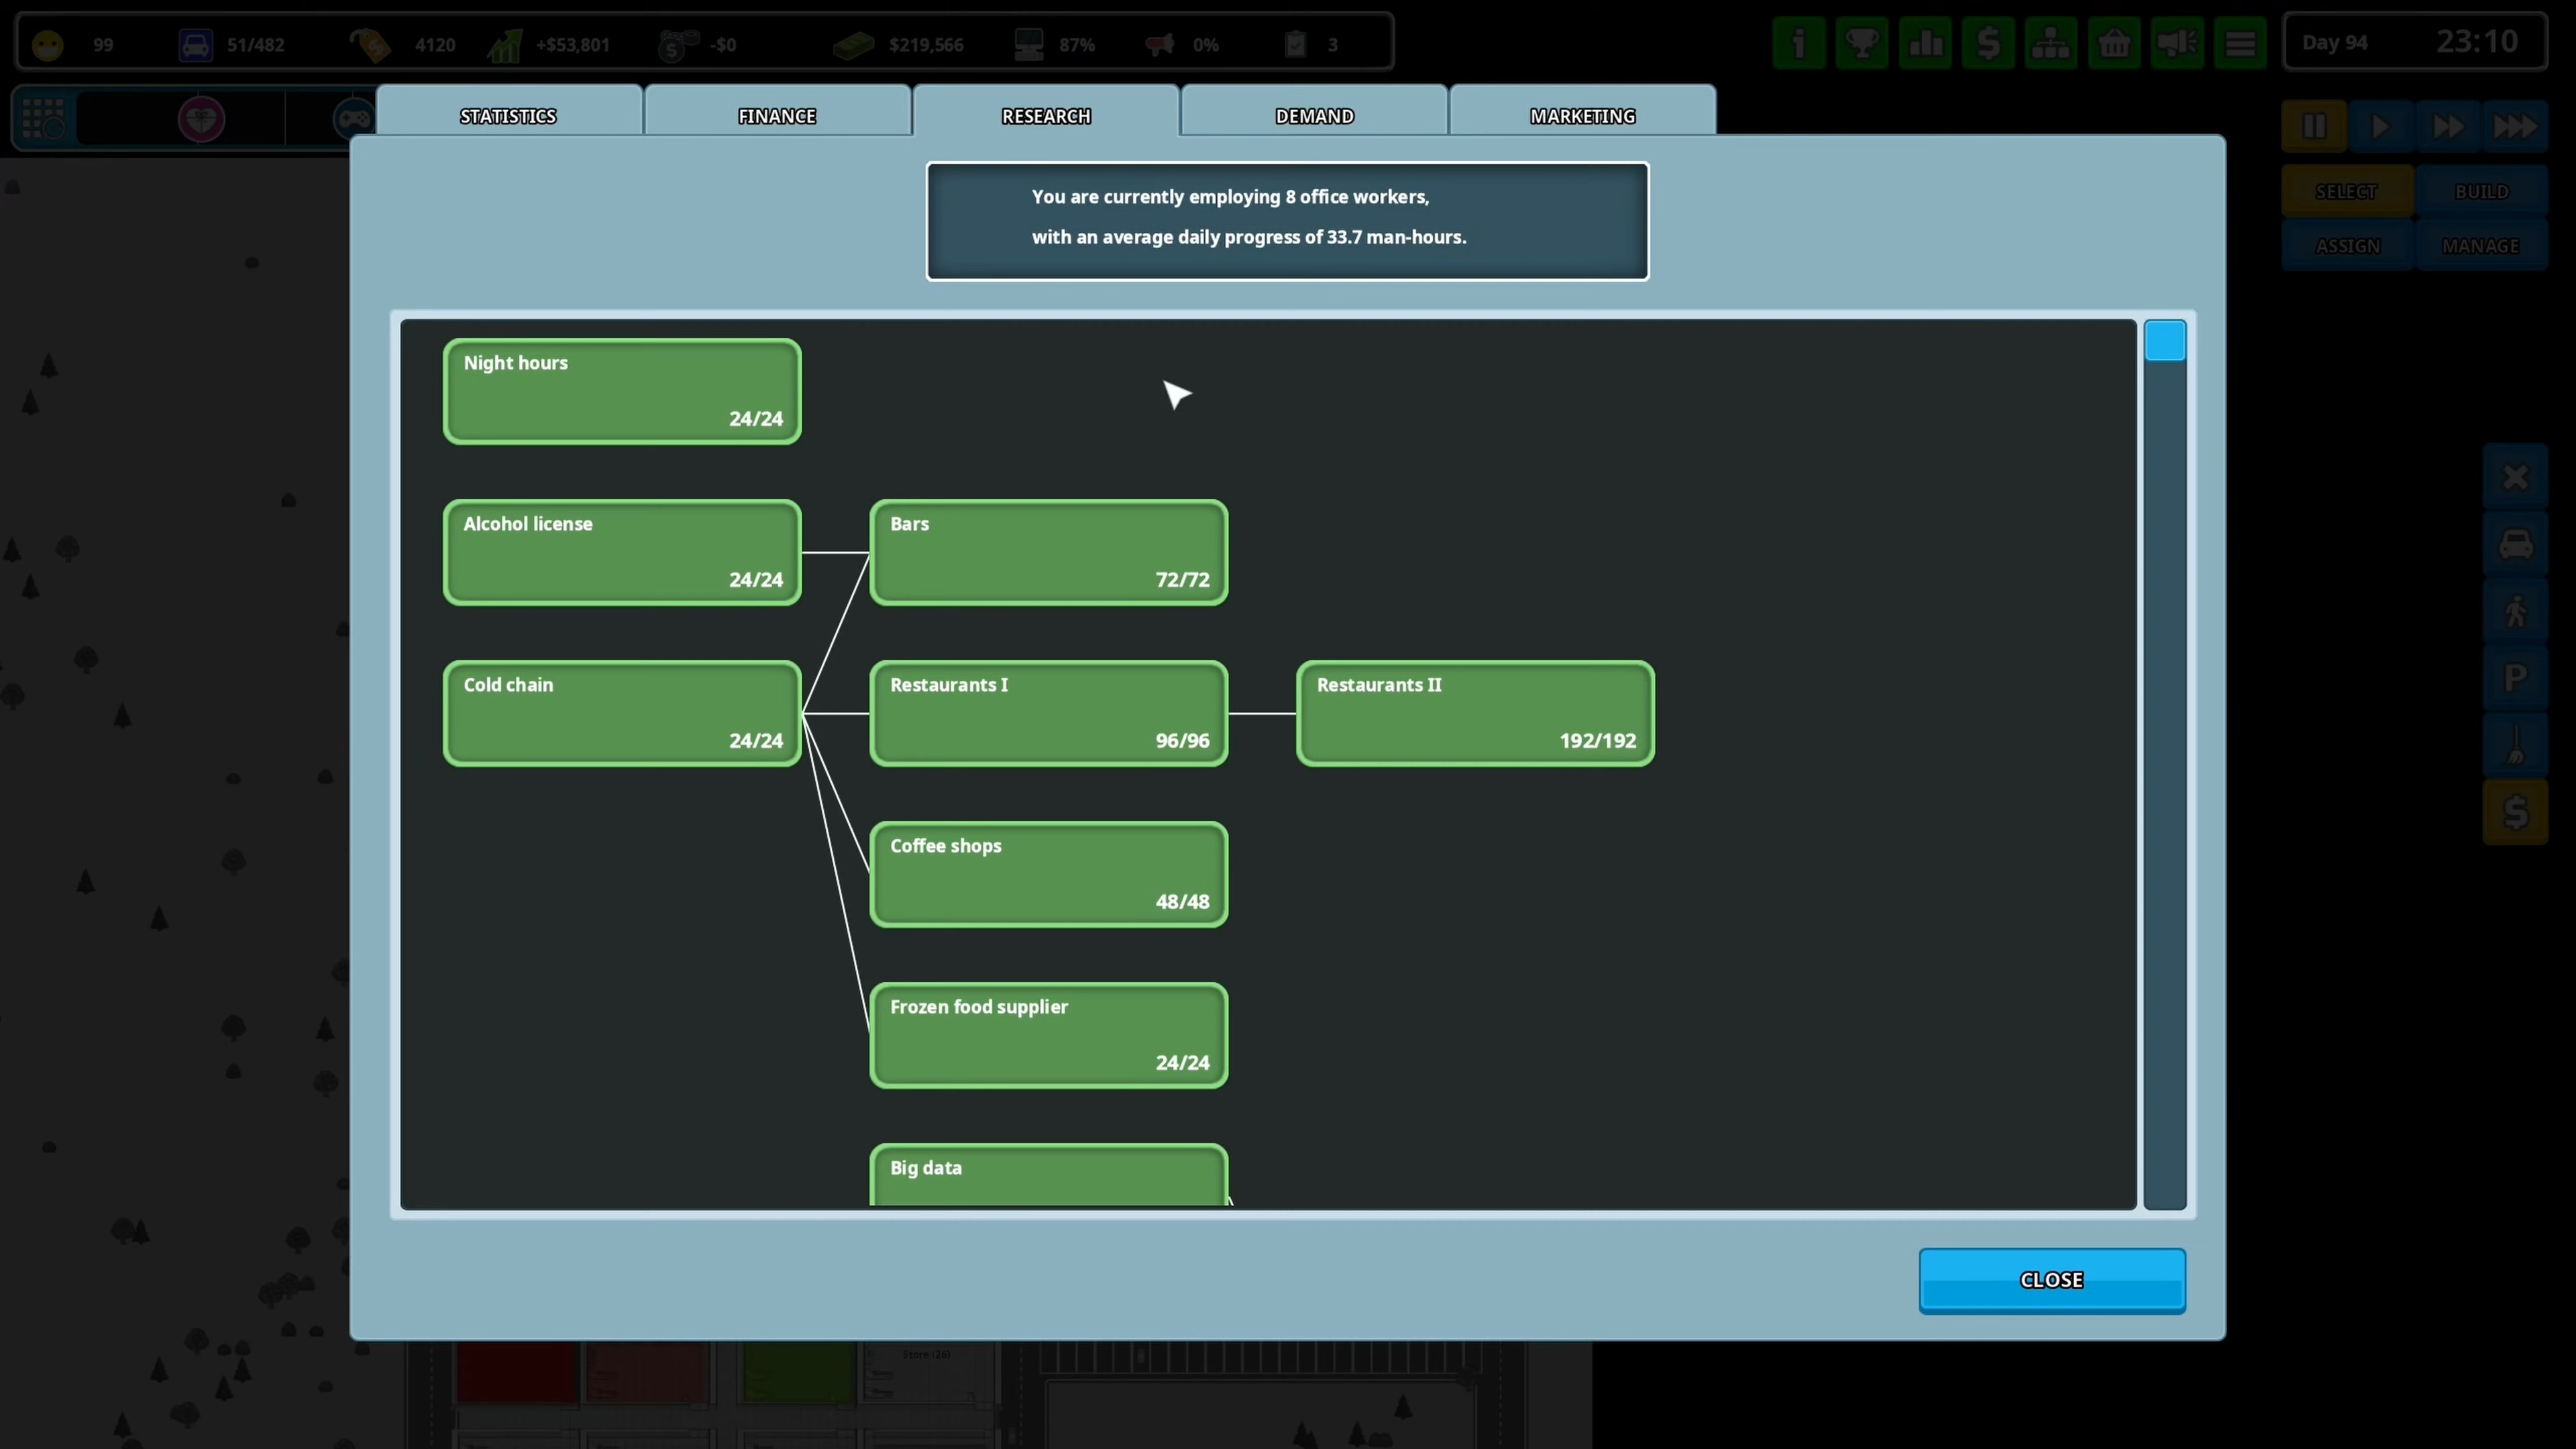 99
51/482
4120
+$53,801
-$0
$219,566
87%
0%
3
Day 94
23:10
STATISTICS
FINANCE
RESEARCH
DEMAND
MARKETING
SELECT
BUILD
ASSIGN
MANAGE
You are currently employing 8 office workers,
with an average daily progress of 33.7 man-hours.
Night hours
24/24
Alcohol license
24/24
Bars
72/72
Cold chain
24/24
Restaurants I
96/96
Restaurants II
192/192
Coffee shops
48/48
Frozen food supplier
24/24
Big data
P
$
CLOSE
Store (26)